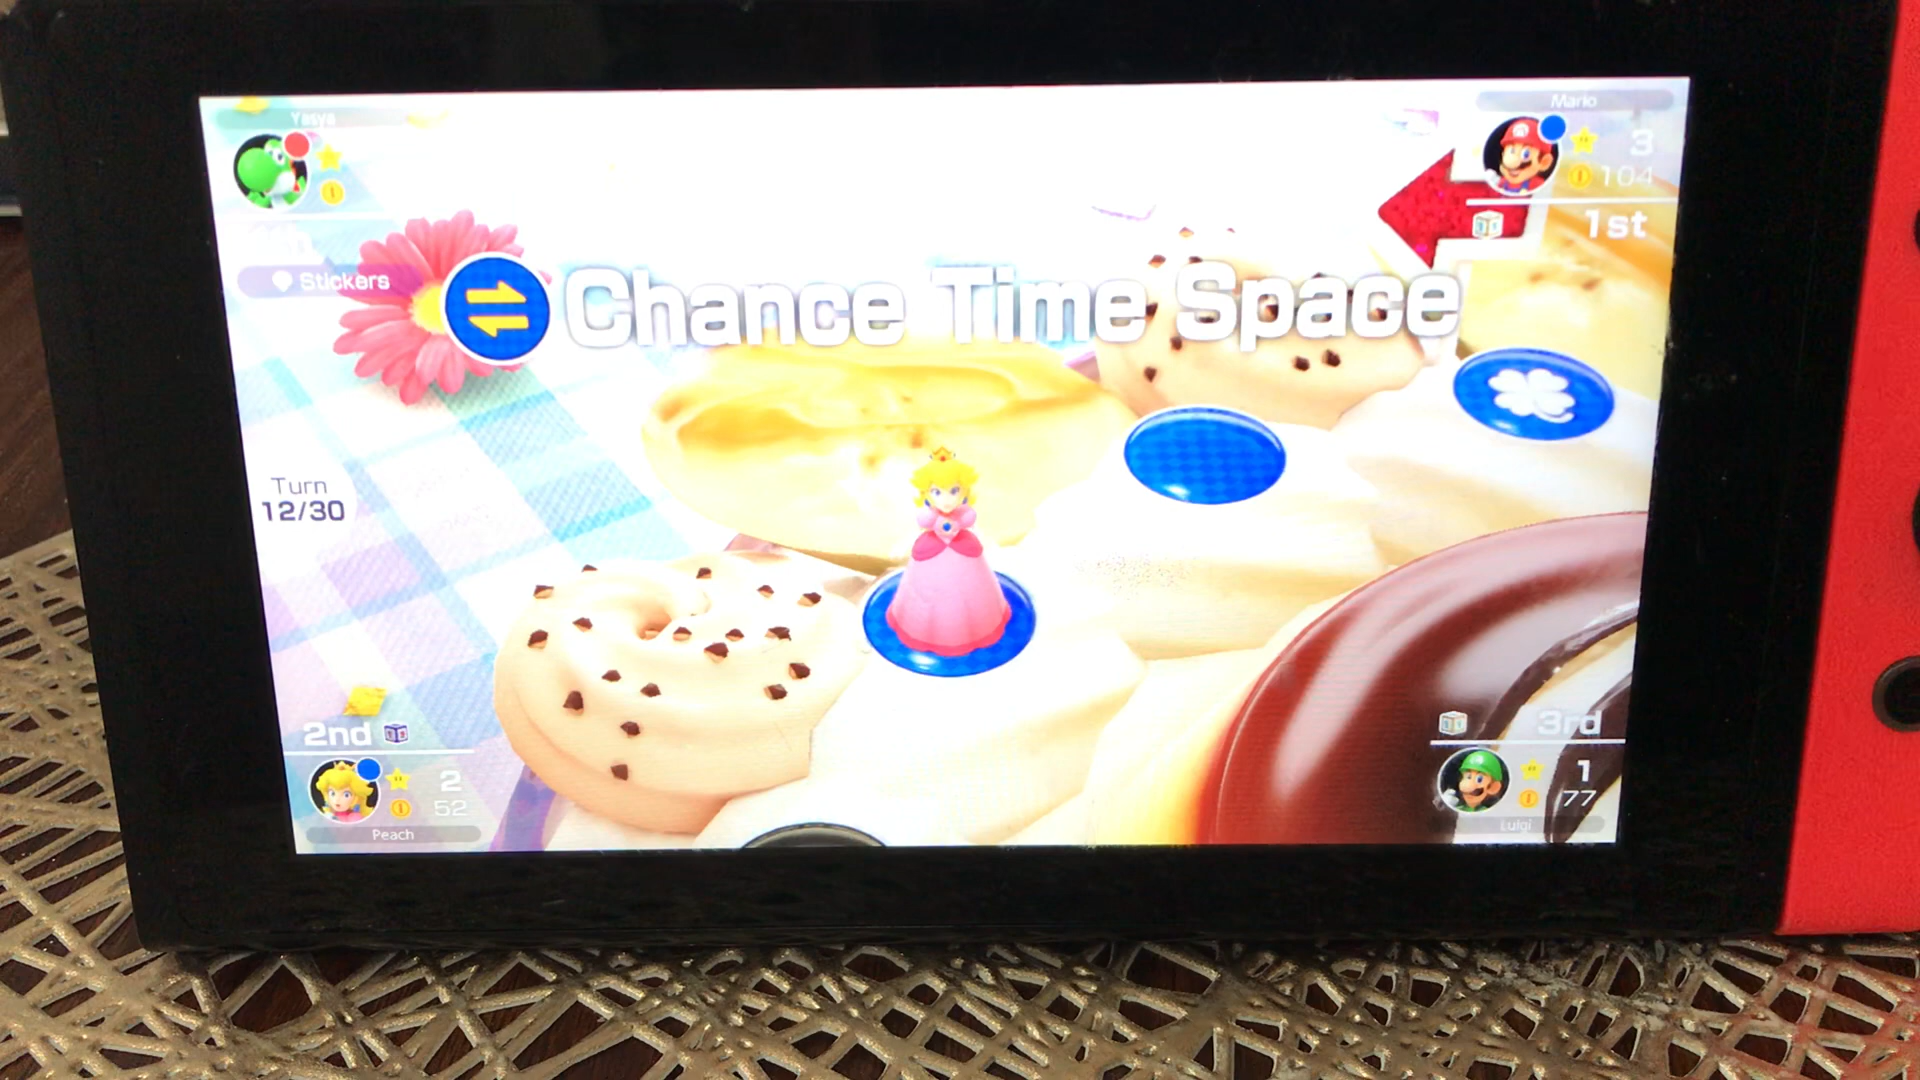 Yasya
Mario
3
104
1st
Stickers
Chance Time Space
Turn
12/30
2nd
2
52
Peach
3rd
1
77
Luigi